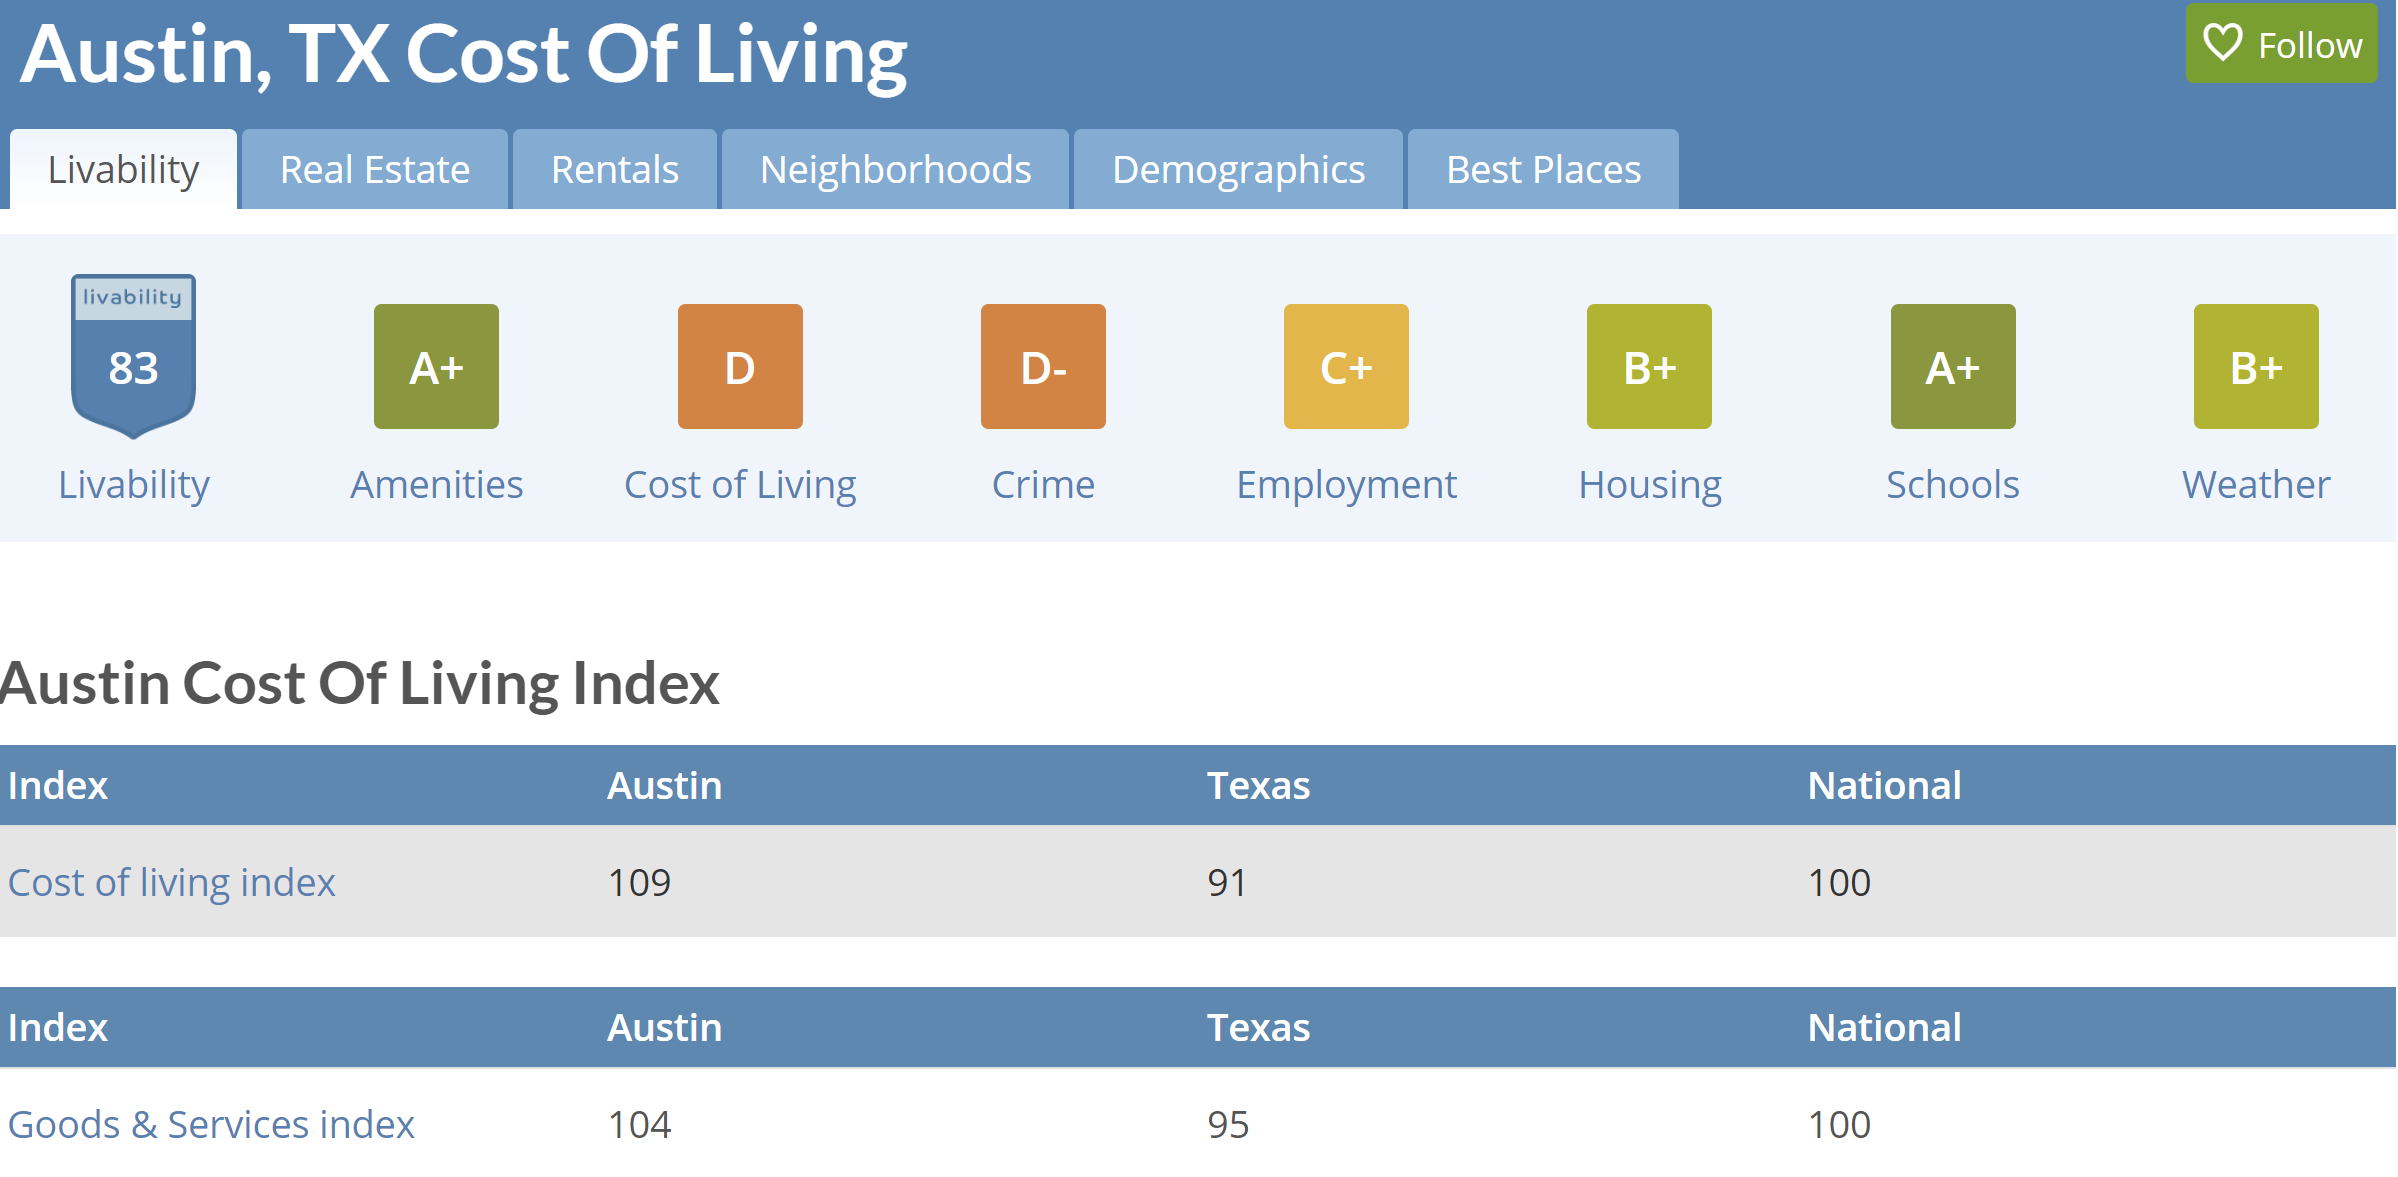 Austin, TX Cost Of Living
Follow
Livability Real Estate Rentals Neighborhoods Demographics Best Places
livability
83 A+ D D- C+ B+ A+ B+
Livability Amenities Cost of Living Crime Employment Housing Schools Weather
Austin Cost Of Living Index
Index Austin Texas National
Cost of living index 109 91 100
Index Austin Texas National
Goods & Services index 104 95 100